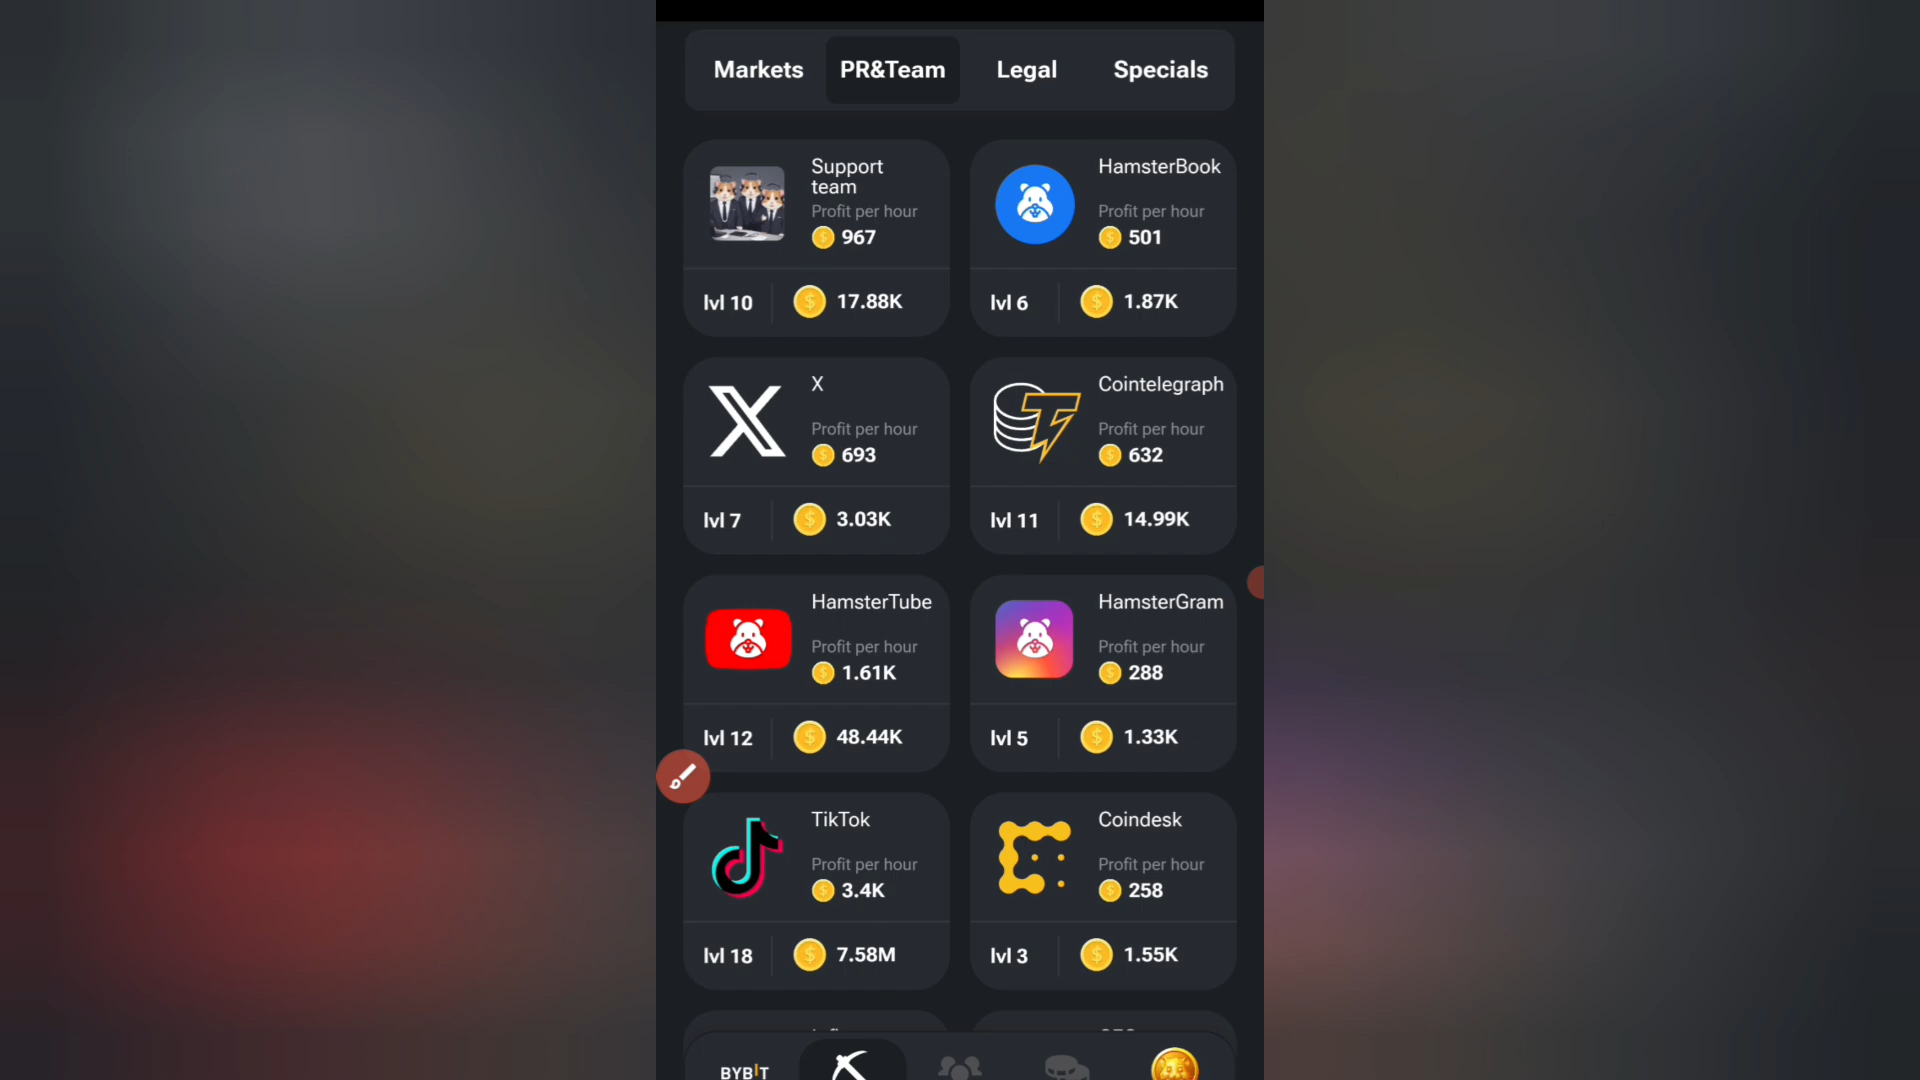 Markets PR&Team Legal Specials
Support
team
Profit per hour
967
lvl 10 17.88K
HamsterBook
Profit per hour
501
lvl 6 1.87K
X
Profit per hour
693
lvl 7 3.03K
Cointelegraph
Profit per hour
632
lvl 11 14.99K
HamsterTube
Profit per hour
1.61K
lvl 12 48.44K
HamsterGram
Profit per hour
288
lvl 5 1.33K
TikTok
Profit per hour
3.4K
lvl 18 7.58M
Coindesk
Profit per hour
258
lvl 3 1.55K
BYBIT